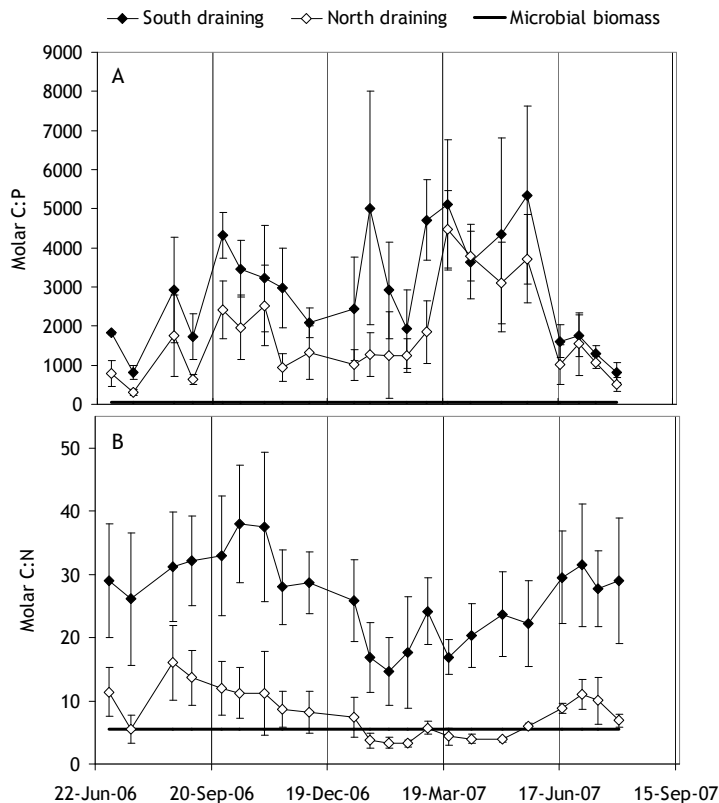 South draining North draining Microbial biomass
A
9000
8000
7000
6000
5000
4000
3000
2000
1000
0
Molar C:P
B
50
40
30
20
10
0
Molar C:N
22-Jun-06 20-Sep-06 19-Dec-06 19-Mar-07 17-Jun-07 15-Sep-07